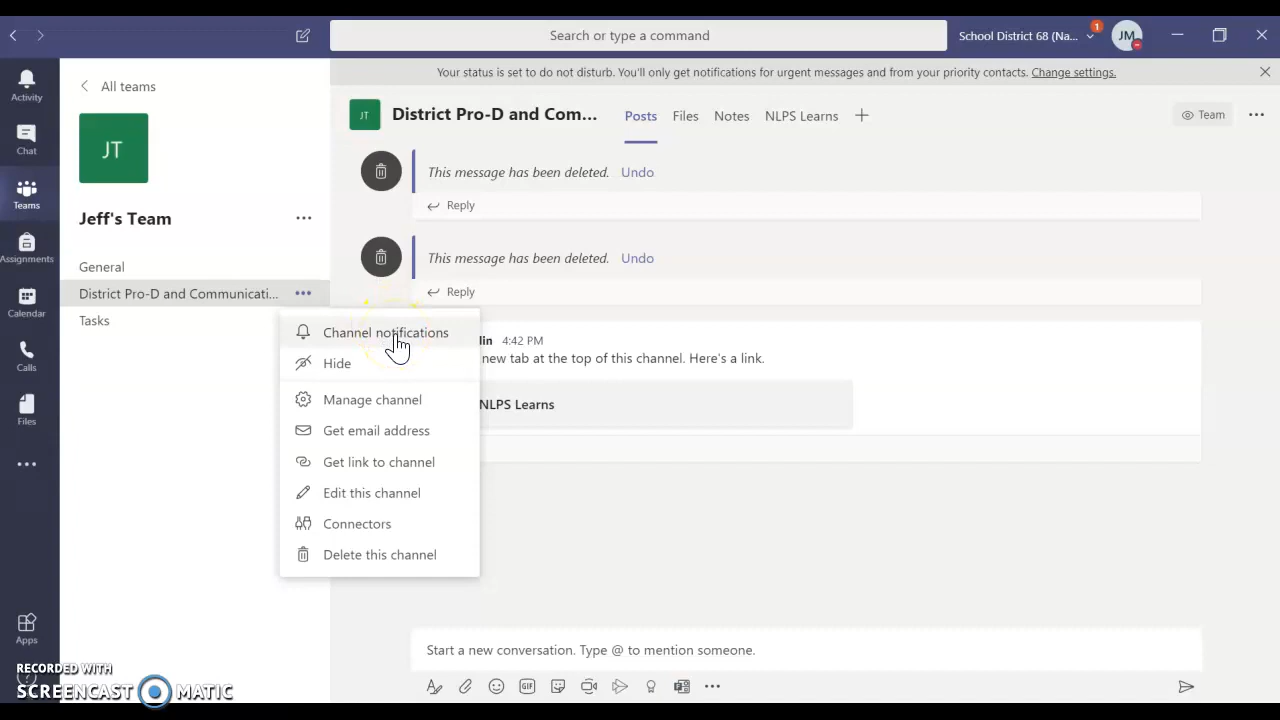 Search or type a command
School District 68 (Na...
1
JM
Activity
Chat
Teams
Assignments
Calendar
Calls
Files
Apps
All teams
JT
Jeff's Team
General
District Pro-D and Communicati...
Tasks
Your status is set to do not disturb. You'll only get notifications for urgent messages and from your priority contacts. Change settings.
JT
District Pro-D and Com...
Posts
Files
Notes
NLPS Learns
Team
This message has been deleted. Undo
Reply
This message has been deleted. Undo
Reply
lin 4:42 PM
new tab at the top of this channel. Here's a link.
NLPS Learns
Channel notifications
Hide
Manage channel
Get email address
Get link to channel
Edit this channel
Connectors
Delete this channel
Start a new conversation. Type @ to mention someone.
GIF
RECORDED WITH
SCREENCAST MATIC